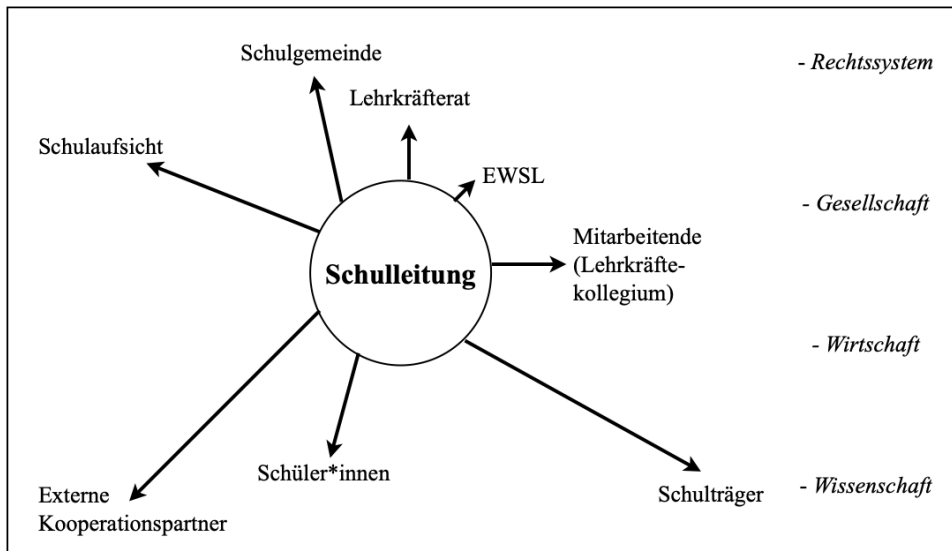 Schulgemeinde
- Rechtssystem
Lehrkräfterat
Schulaufsicht
EWSL
- Gesellschaft
Mitarbeitende
(Lehrkräfte-
kollegium)
Schulleitung
- Wirtschaft
Schüler*innen
Externe
Kooperationspartner
Schulträger
- Wissenschaft